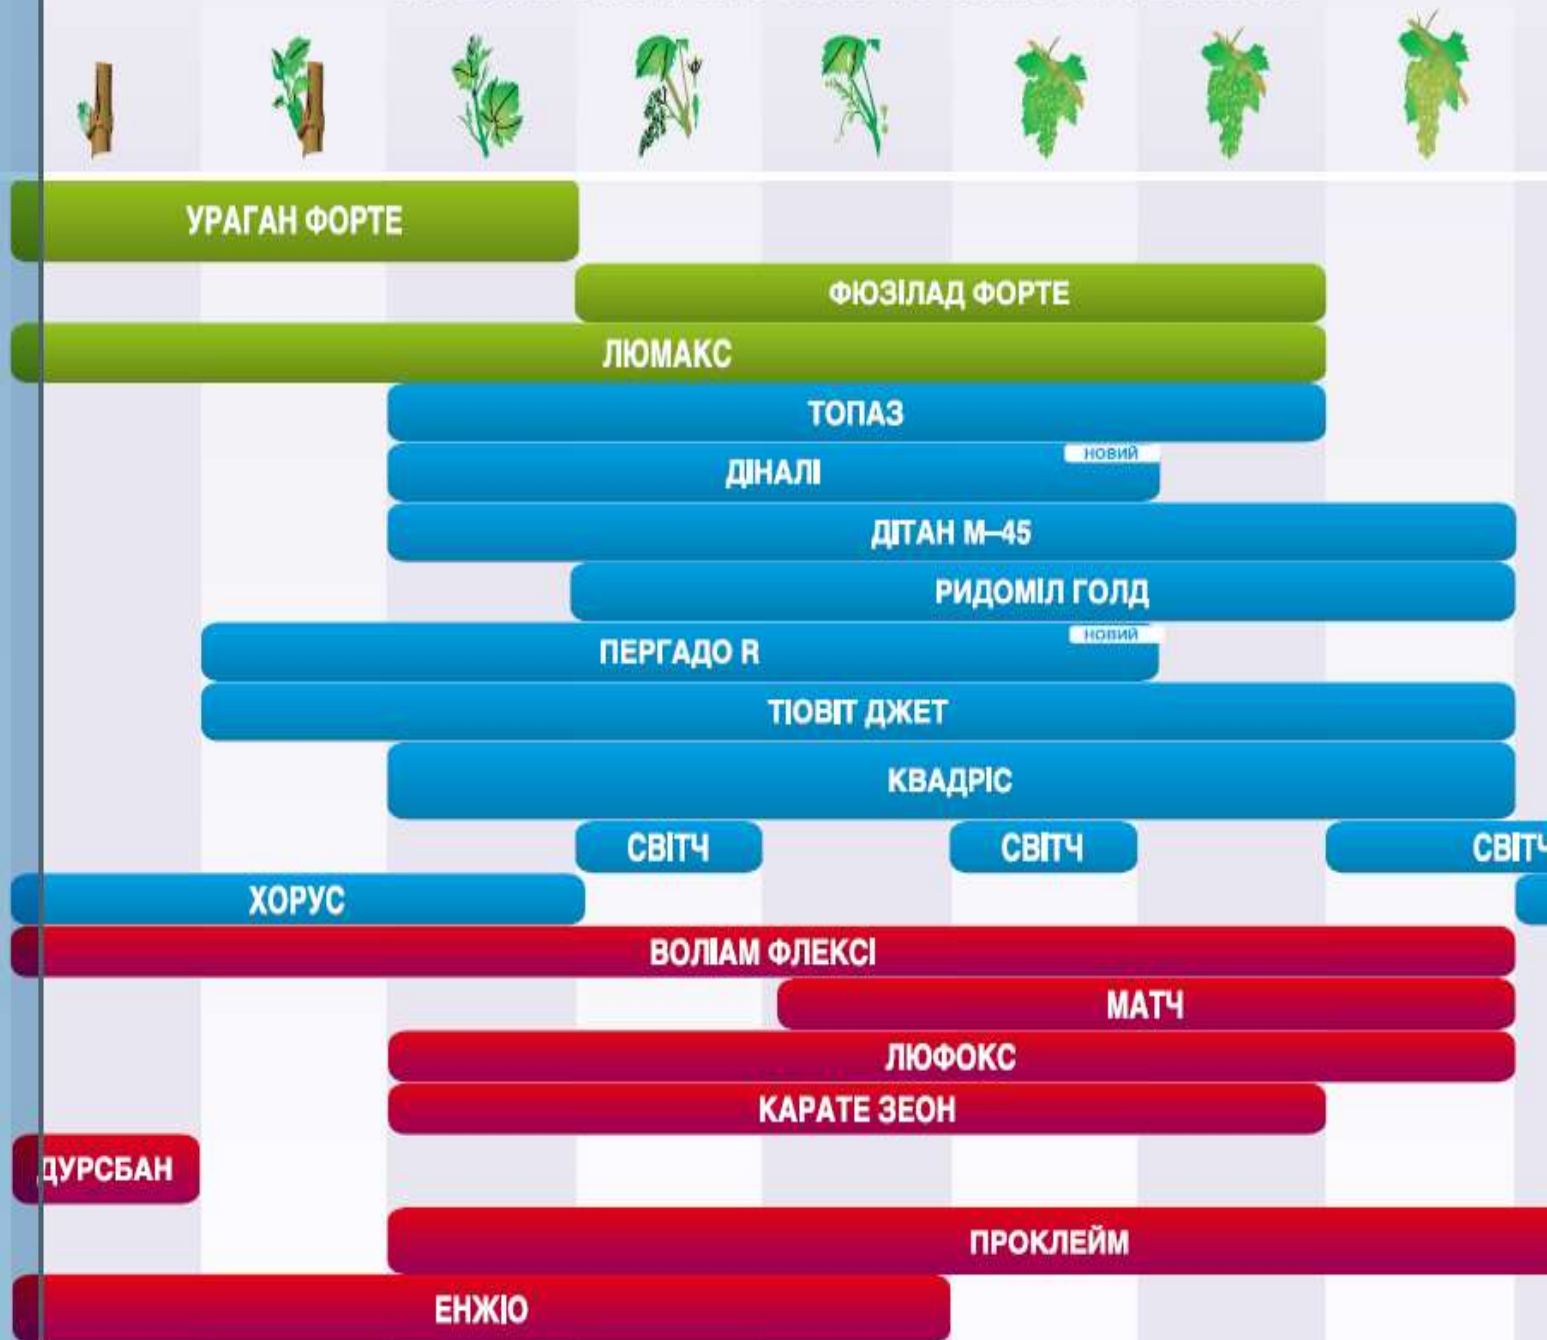 УРАГАН ФОРТЕ
ФЮЗІЛАД ФОРТЕ
ЛЮМАКС
ТОПАЗ
НОВИЙ
ДІНАЛІ
ДІТАН М–45
РИДОМІЛ ГОЛД
НОВИЙ
ПЕРГАДО R
ТІОВІТ ДЖЕТ
КВАДРІС
СВІТЧ СВІТЧ СВІТЧ
ХОРУС
ВОЛІАМ ФЛЕКСІ
МАТЧ
ЛЮФОКС
КАРАТЕ ЗЕОН
ДУРСБАН
ПРОКЛЕЙМ
ЕНЖІО